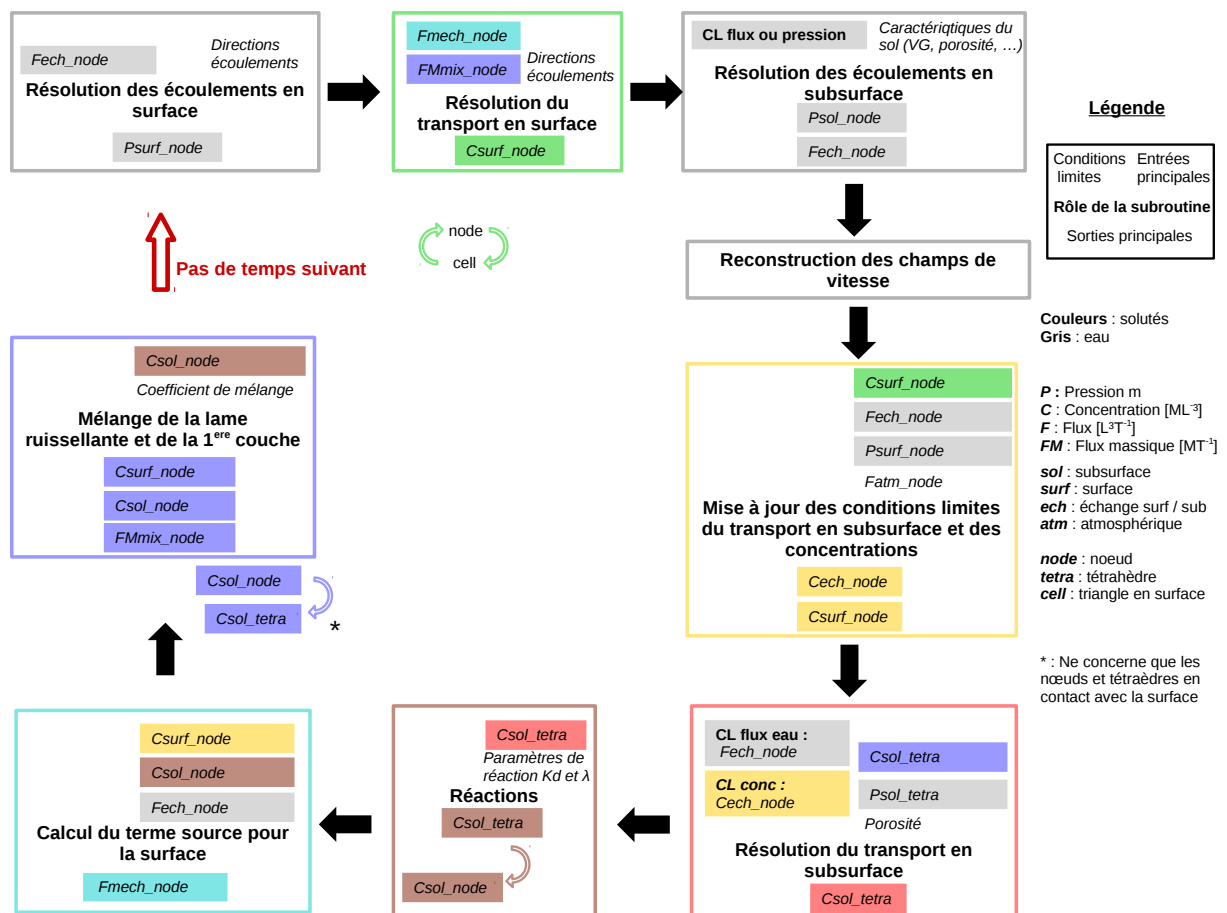 Fech_node
Directions
écoulements
Résolution des écoulements en
surface
Psurf_node
Fmech_node
FMmix_node
Directions
écoulements
Résolution du
transport en surface
Csurf_node
CL flux ou pression
Caractériqtiques du
sol (VG, porosité, …)
Résolution des écoulements en
subsurface
Psol_node
Fech_node
Légende
Conditions
limites
Entrées
principales
Rôle de la subroutine
Sorties principales
Pas de temps suivant
node
cell
Reconstruction des champs de
vitesse
Couleurs : solutés
Gris : eau
P : Pression m
C : Concentration [ML⁻³]
F : Flux [L³T⁻¹]
FM : Flux massique [MT⁻¹]
sol : subsurface
surf : surface
ech : échange surf / sub
atm : atmosphérique
node : noeud
tetra : tétrahèdre
cell : triangle en surface
* : Ne concerne que les
nœuds et tétraèdres en
contact avec la surface
Csol_node
Coefficient de mélange
Mélange de la lame
ruissellante et de la 1ere couche
Csurf_node
Csol_node
FMmix_node
Csol_node
Csol_tetra
*
Csurf_node
Fech_node
Psurf_node
Fatm_node
Mise à jour des conditions limites
du transport en subsurface et des
concentrations
Cech_node
Csurf_node
Csurf_node
Csol_node
Fech_node
Calcul du terme source pour
la surface
Fmech_node
Csol_tetra
Paramètres de
réaction Kd et λ
Réactions
Csol_tetra
Csol_node
CL flux eau :
Fech_node
CL conc :
Cech_node
Csol_tetra
Psol_tetra
Porosité
Résolution du transport en
subsurface
Csol_tetra